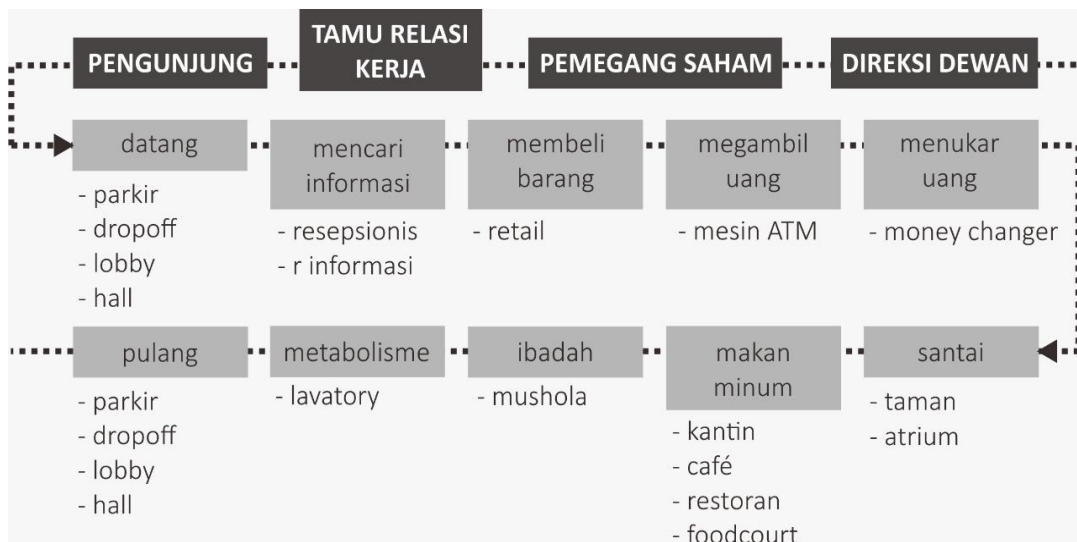 PENGUNJUNG
TAMU RELASI
KERJA
PEMEGANG SAHAM
DIREKSI DEWAN
datang
- parkir
- dropoff
- lobby
- hall
mencari
informasi
- resepsionis
- r informasi
membeli
barang
- retail
megambil
uang
- mesin ATM
menukar
uang
- money changer
pulang
- parkir
- dropoff
- lobby
- hall
metabolisme
- lavatory
ibadah
- mushola
makan
minum
- kantin
- café
- restoran
- foodcourt
santai
- taman
- atrium